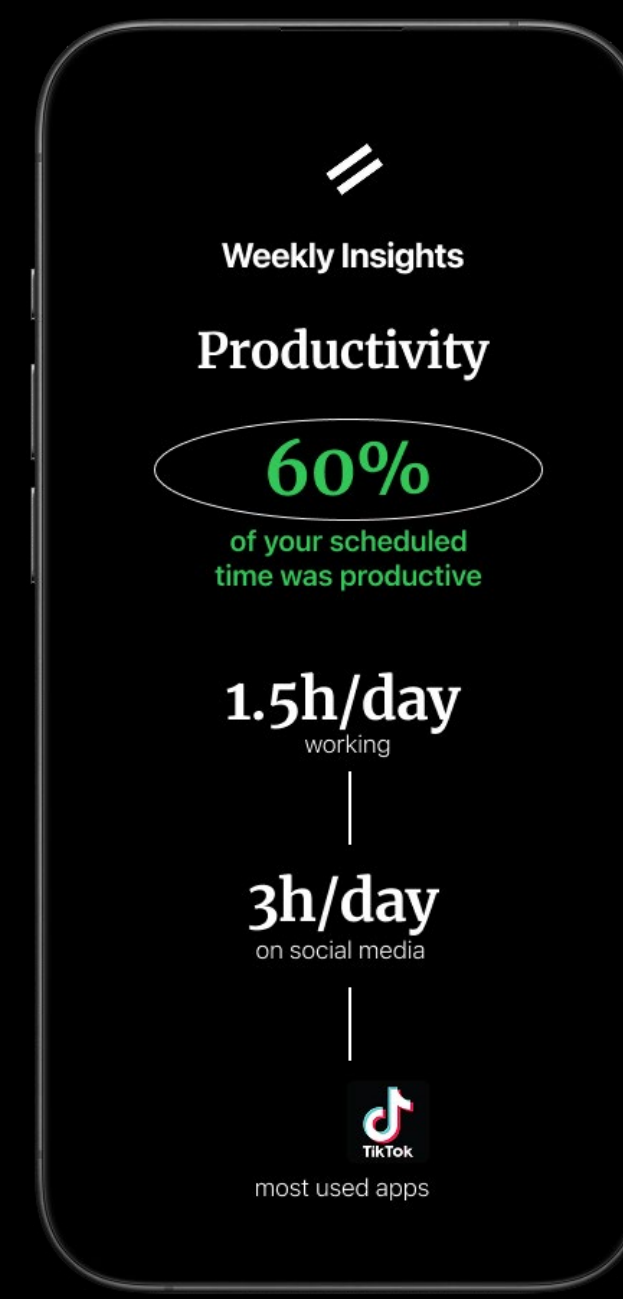 Weekly Insights
Productivity
60%
of your scheduled
time was productive
1.5h/day
working
3h/day
on social media
TikTok
most used apps